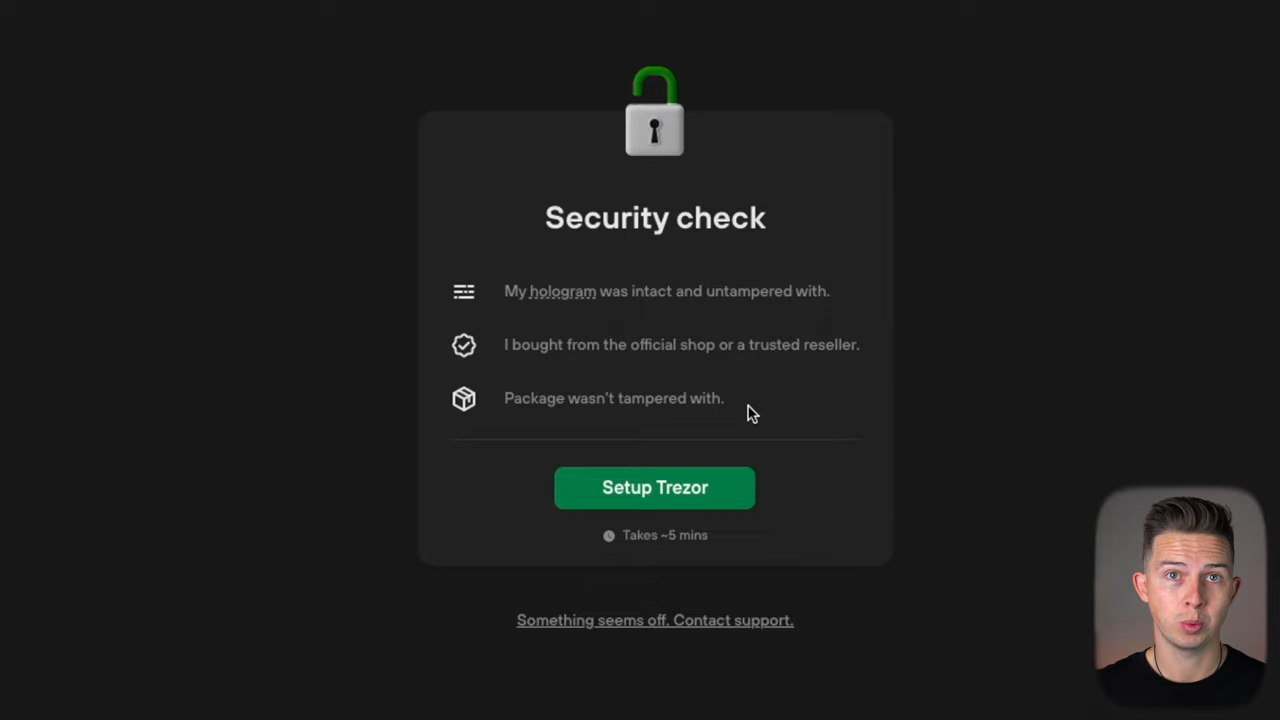 Security check
My hologram was intact and untampered with.
I bought from the official shop or a trusted reseller.
Package wasn't tampered with.
Setup Trezor
Takes ~5 mins
Something seems off. Contact support.